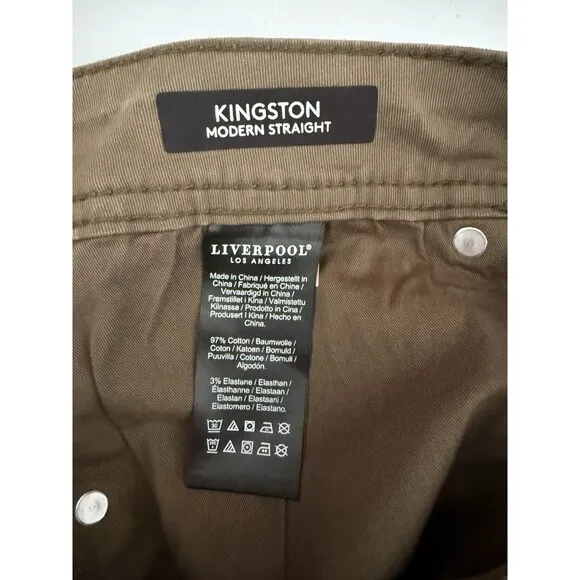 KINGSTON
MODERN STRAIGHT
LIVERPOOL®
LOS ANGELES
Made in China / Hergestellt in
China / Fabriqué en Chine /
Vervaardigd in China /
Fremstillet i Kina / Valmistettu
Kiinassa / Prodotto in Cina /
Produsert i Kina / Hecho en
China.
97% Cotton / Baumwolle /
Coton / Katoen / Bomuld /
Puuvilla / Cotone / Bomull /
Algodón.
3% Elastane / Elasthan /
Élasthanne / Elastaan /
Elastan / Elastaani /
Elastomero / Elastano.